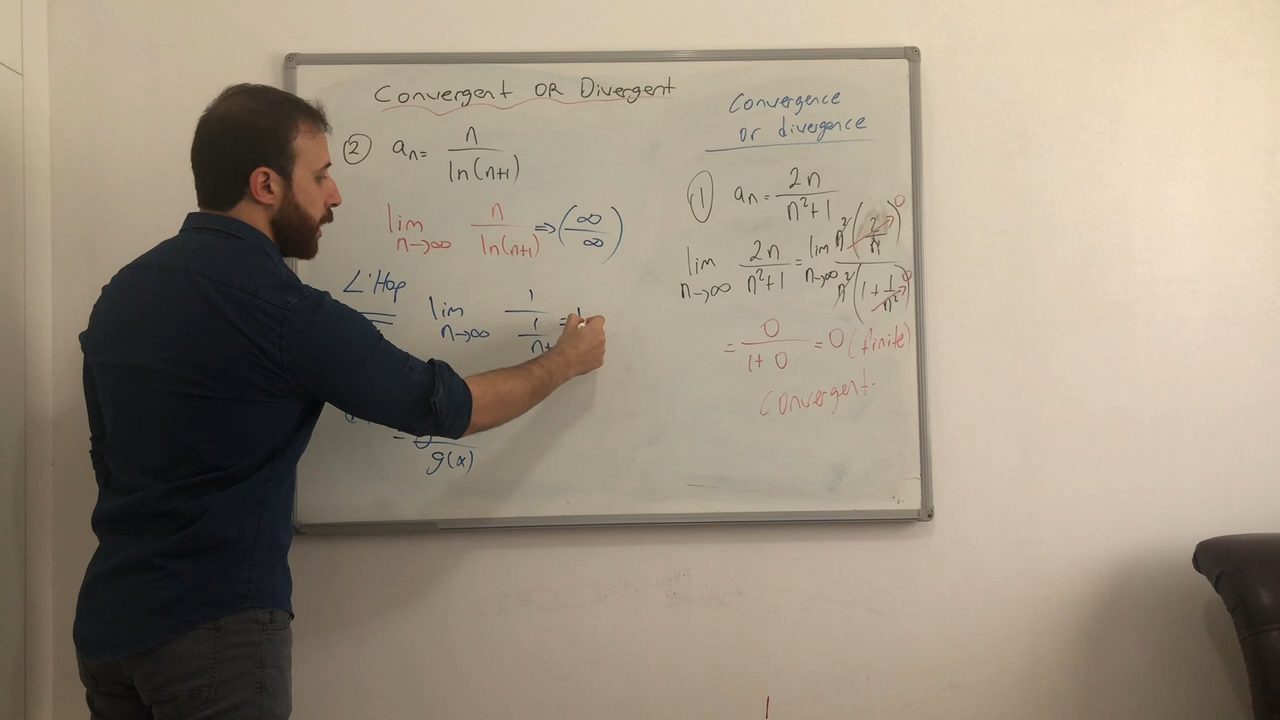 Convergent OR Divergent
② aₙ = n / ln(n+1)
lim n→∞ n / ln(n+1) ⇒ (∞/∞)
L'Hop
lim n→∞ 1 / (1 / n+
g(x)
Convergence
or divergence
① aₙ = 2n / n²+1
lim n→∞ 2n / n²+1 = lim n→∞ n²(2/n)⁰ / n²(1 + 1/n²)⁰
= 0 / 1+0 = 0 (finite)
Convergent.